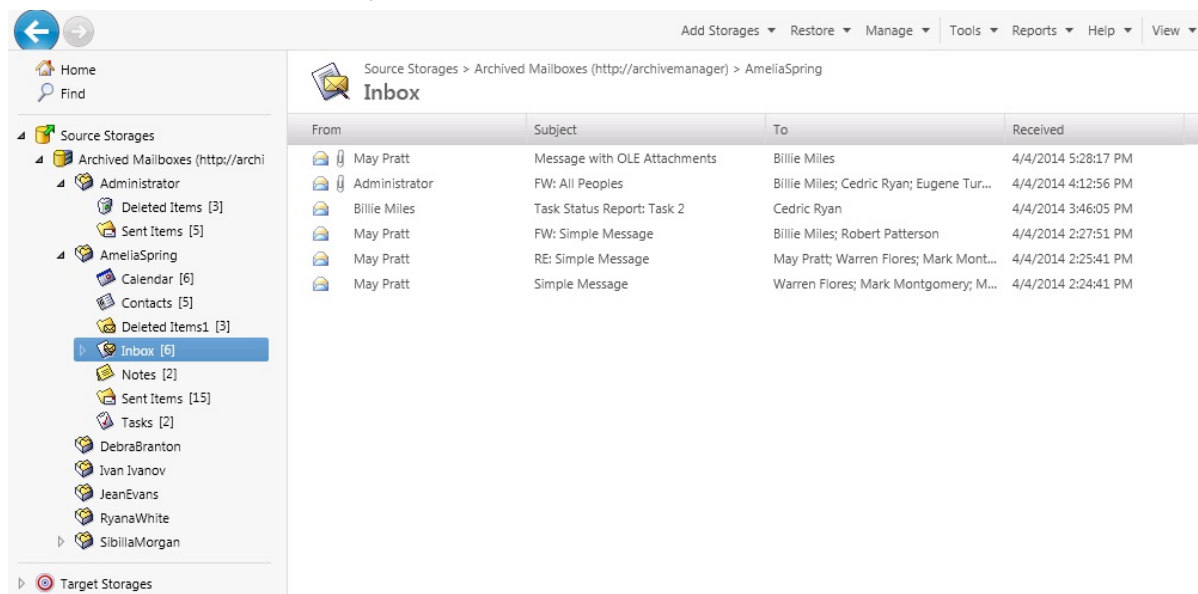 Add Storages Restore Manage Tools Reports Help View
Home
Find
Source Storages
Archived Mailboxes (http://archi
Administrator
Deleted Items [3]
Sent Items [5]
AmeliaSpring
Calendar [6]
Contacts [5]
Deleted Items1 [3]
Inbox [6]
Notes [2]
Sent Items [15]
Tasks [2]
DebraBranton
Ivan Ivanov
JeanEvans
RyanaWhite
SibillaMorgan
Target Storages
Source Storages > Archived Mailboxes (http://archivemanager) > AmeliaSpring
Inbox
From Subject To Received
May Pratt Message with OLE Attachments Billie Miles 4/4/2014 5:28:17 PM
Administrator FW: All Peoples Billie Miles; Cedric Ryan; Eugene Tur... 4/4/2014 4:12:56 PM
Billie Miles Task Status Report: Task 2 Cedric Ryan 4/4/2014 3:46:05 PM
May Pratt FW: Simple Message Billie Miles; Robert Patterson 4/4/2014 2:27:51 PM
May Pratt RE: Simple Message May Pratt; Warren Flores; Mark Mont... 4/4/2014 2:25:41 PM
May Pratt Simple Message Warren Flores; Mark Montgomery; M... 4/4/2014 2:24:41 PM